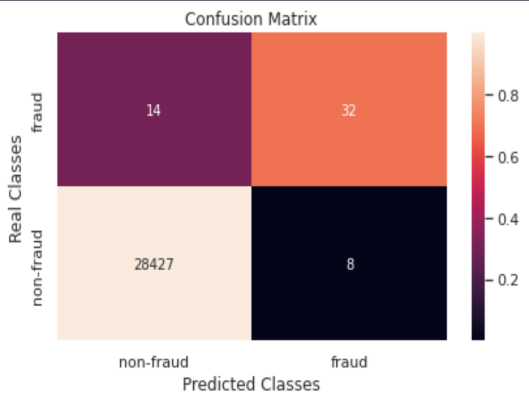 Confusion Matrix
Real Classes
fraud
14
32
non-fraud
28427
8
non-fraud
fraud
Predicted Classes
0.8
0.6
0.4
0.2